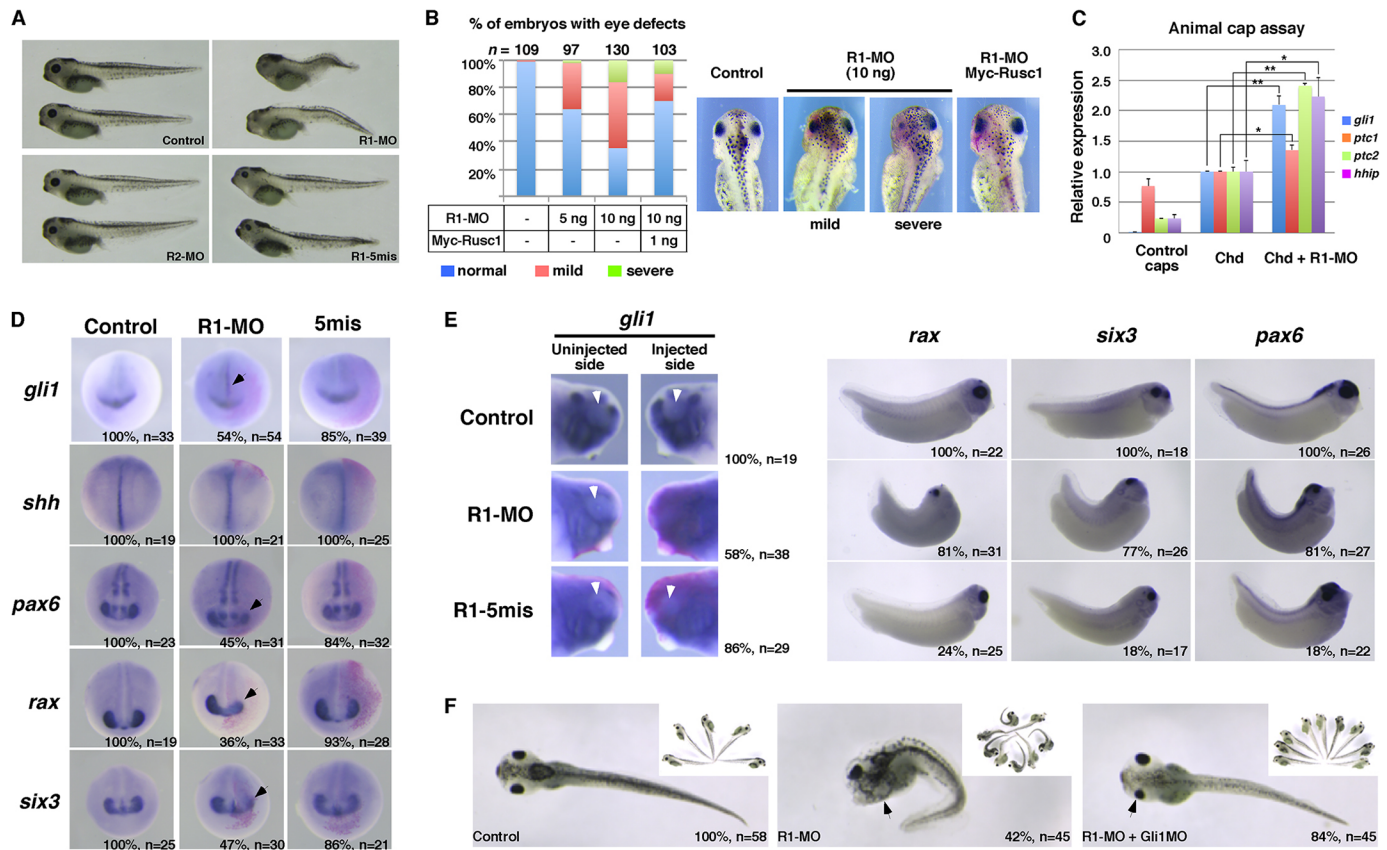 A
Control
R1-MO
R2-MO
R1-5mis
B
% of embryos with eye defects
n = 109 97 130 103
100%
80%
60%
40%
20%
R1-MO - 5 ng 10 ng 10 ng
Myc-Rusc1 - - - 1 ng
normal mild severe
Control
R1-MO
(10 ng)
R1-MO
Myc-Rusc1
mild severe
C
Animal cap assay
Relative expression
3.0
2.5
2.0
1.5
1.0
0.5
0
* ** ** *
gli1
ptc1
ptc2
hhip
Control
caps
Chd
Chd + R1-MO
D
Control R1-MO 5mis
gli1
100%, n=33 54%, n=54 85%, n=39
shh
100%, n=19 100%, n=21 100%, n=25
pax6
100%, n=23 45%, n=31 84%, n=32
rax
100%, n=19 36%, n=33 93%, n=28
six3
100%, n=25 47%, n=30 86%, n=21
E
gli1
Uninjected
side
Injected
side
Control
100%, n=19
R1-MO
58%, n=38
R1-5mis
86%, n=29
rax six3 pax6
100%, n=22 100%, n=18 100%, n=26
81%, n=31 77%, n=26 81%, n=27
24%, n=25 18%, n=17 18%, n=22
F
Control 100%, n=58
R1-MO 42%, n=45
R1-MO + Gli1MO 84%, n=45